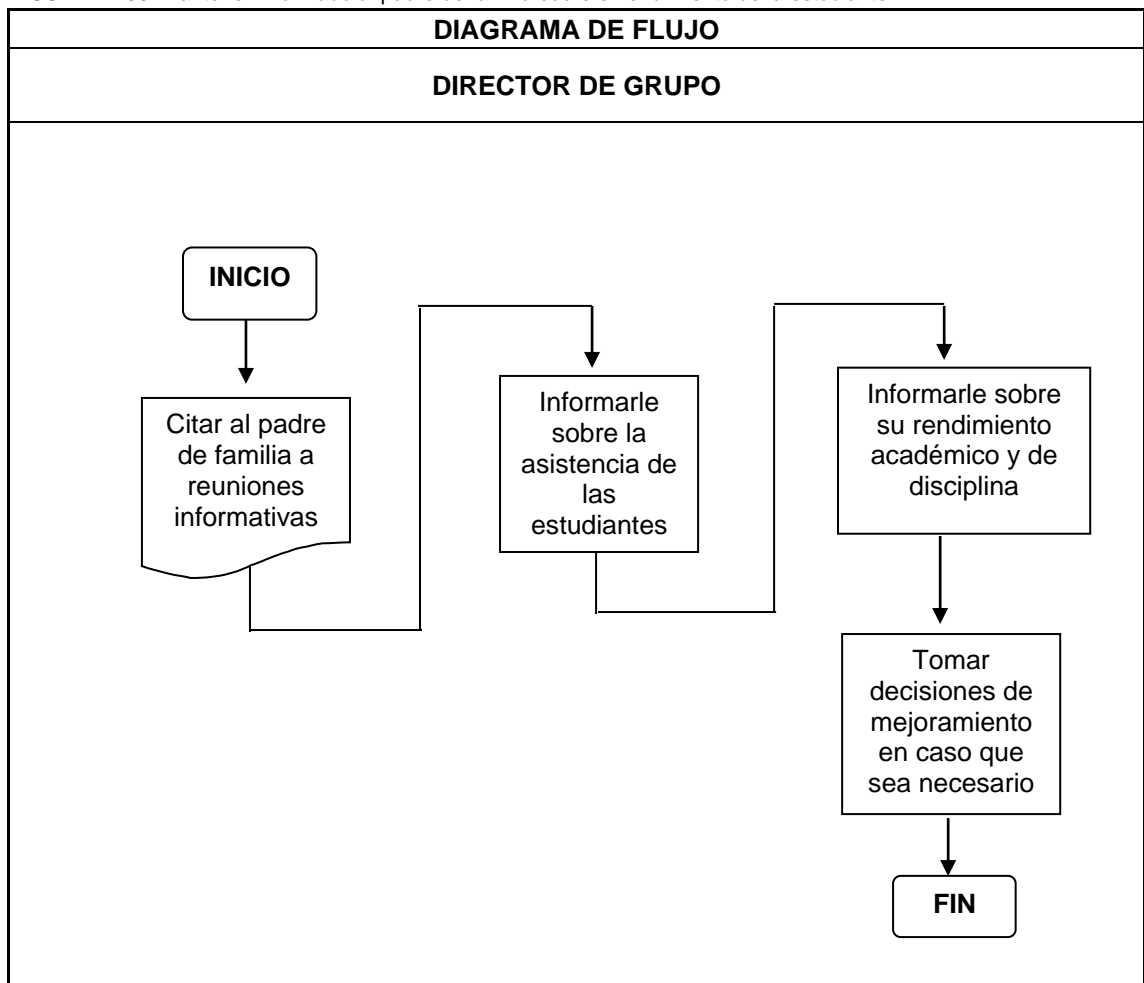 DIAGRAMA DE FLUJO
DIRECTOR DE GRUPO
INICIO
Citar al padre
de familia a
reuniones
informativas
Informarle
sobre la
asistencia de
las
estudiantes
Informarle sobre
su rendimiento
académico y de
disciplina
Tomar
decisiones de
mejoramiento
en caso que
sea necesario
FIN